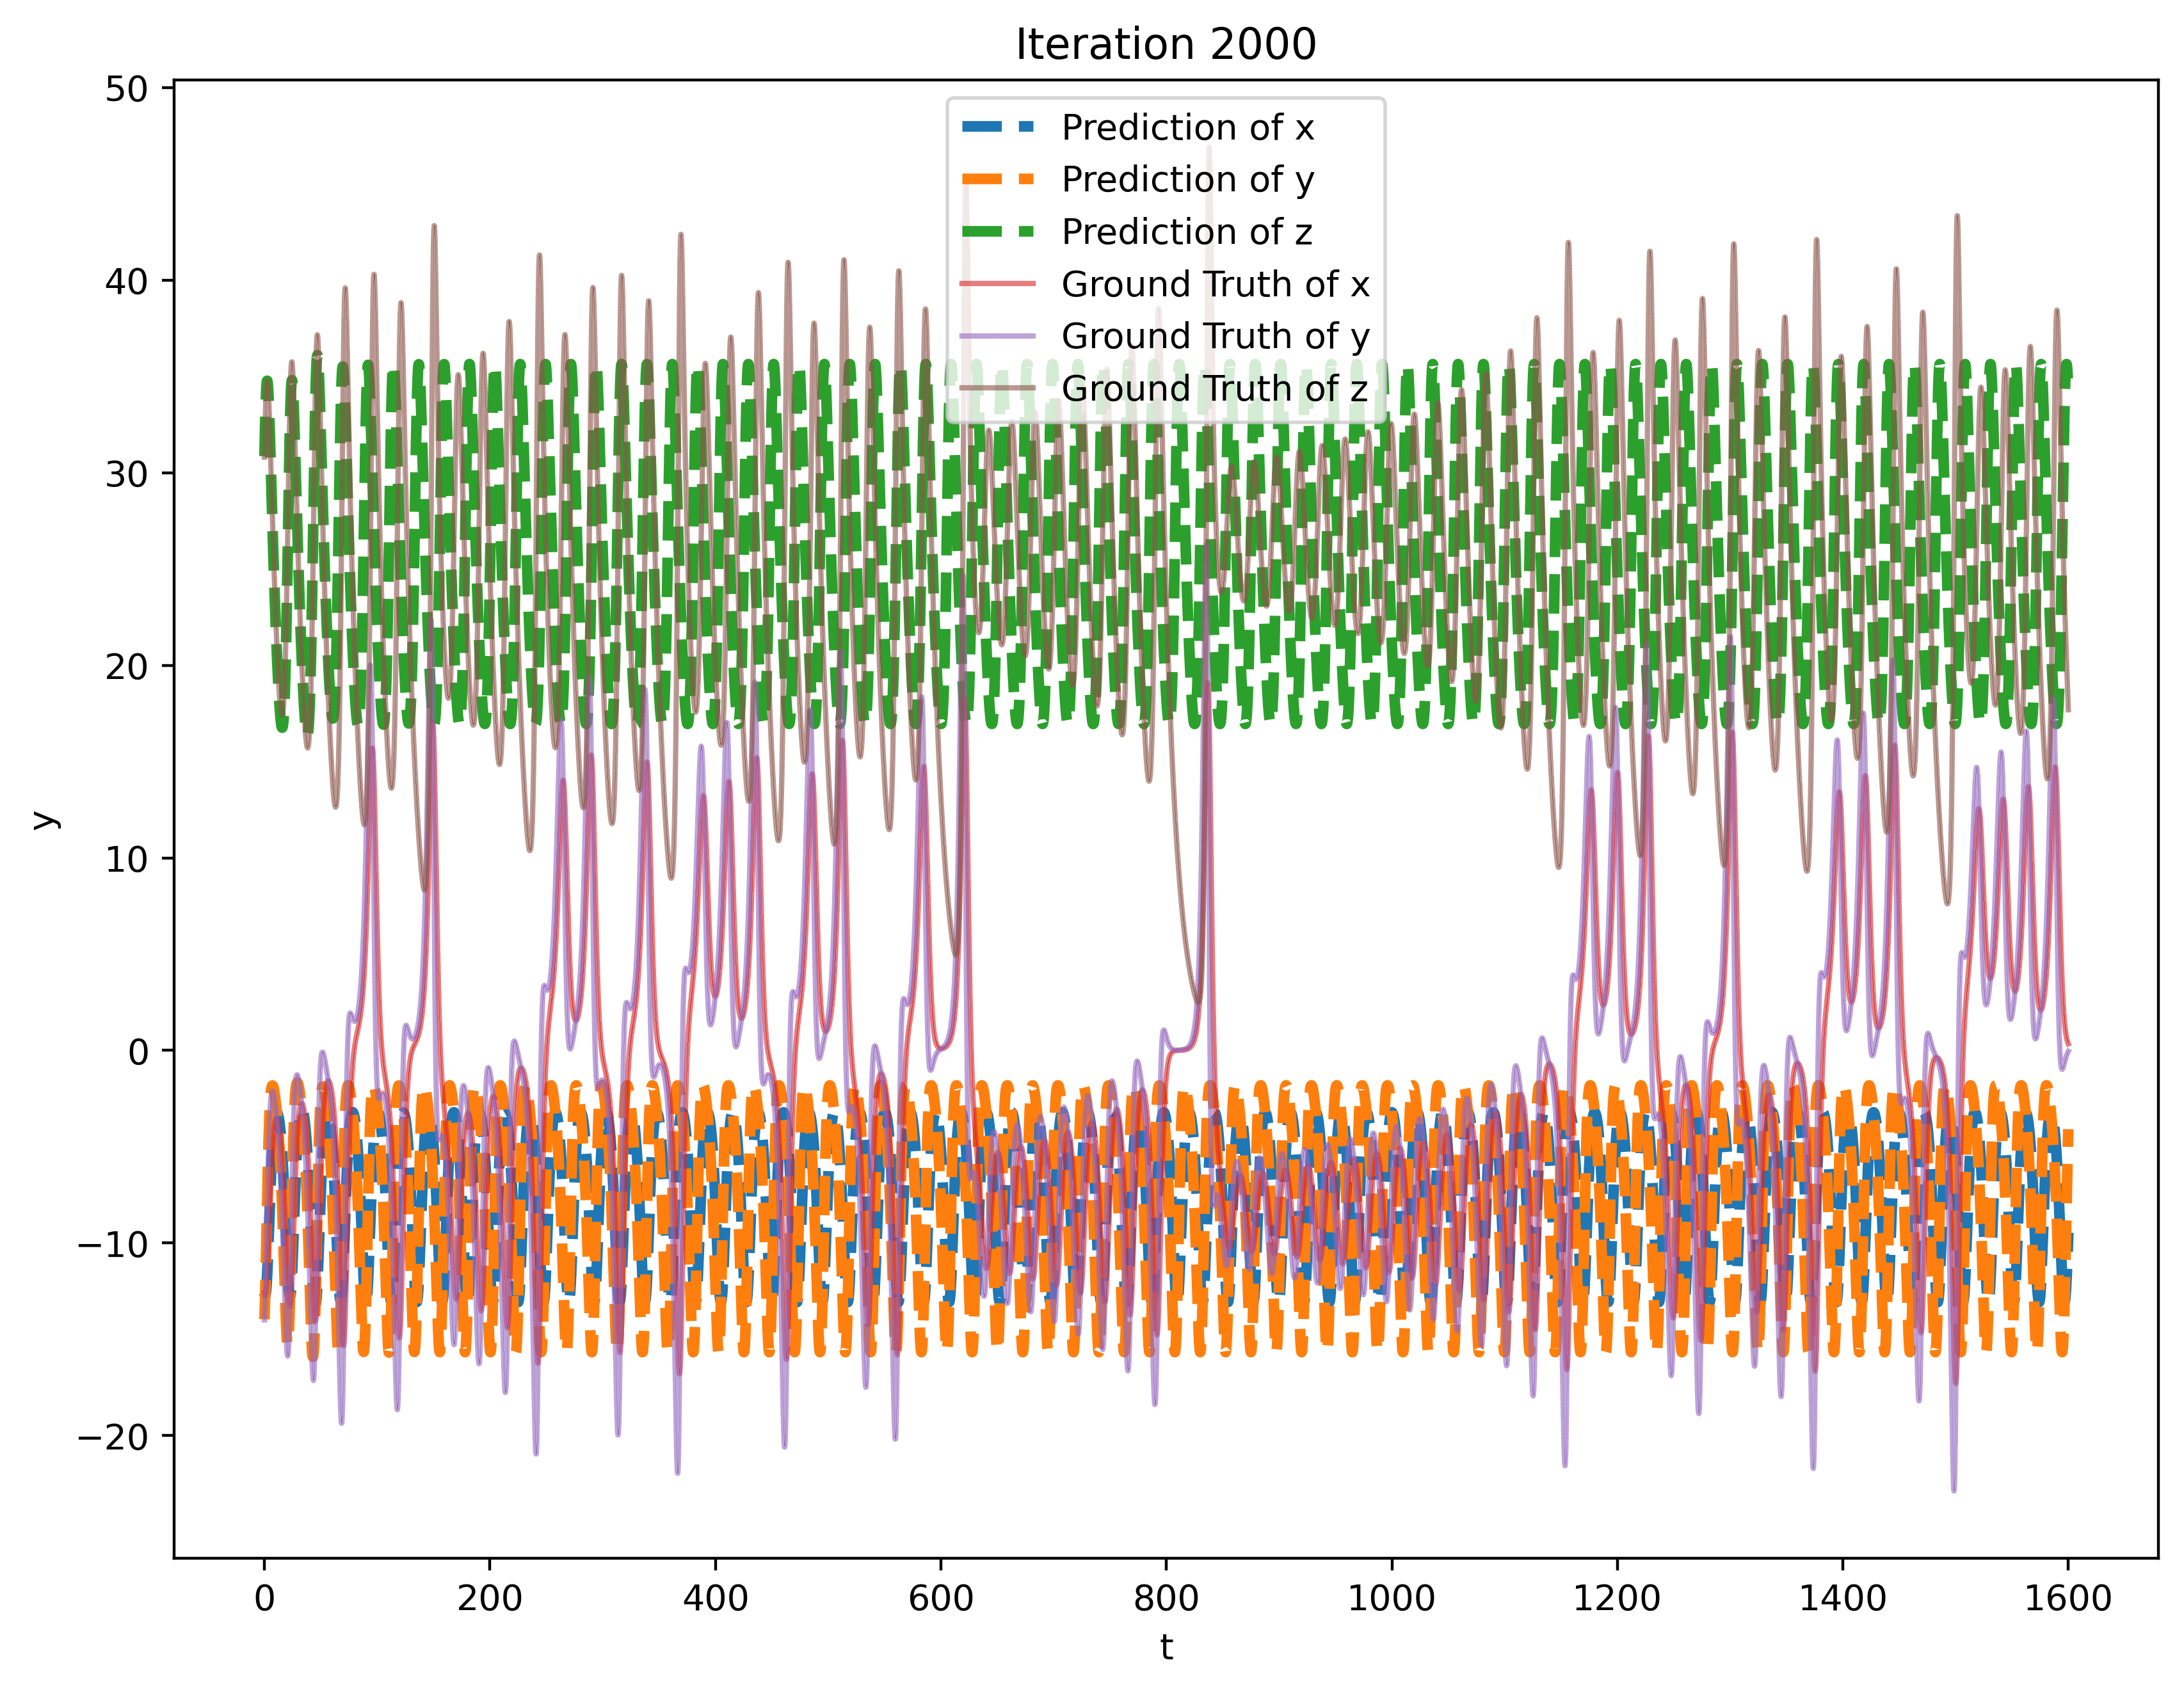 Iteration 2000
50
40
30
20
10
0
−10
−20
y
Prediction of x
Prediction of y
Prediction of z
Ground Truth of x
Ground Truth of y
Ground Truth of z
0 200 400 600 800 1000 1200 1400 1600
t